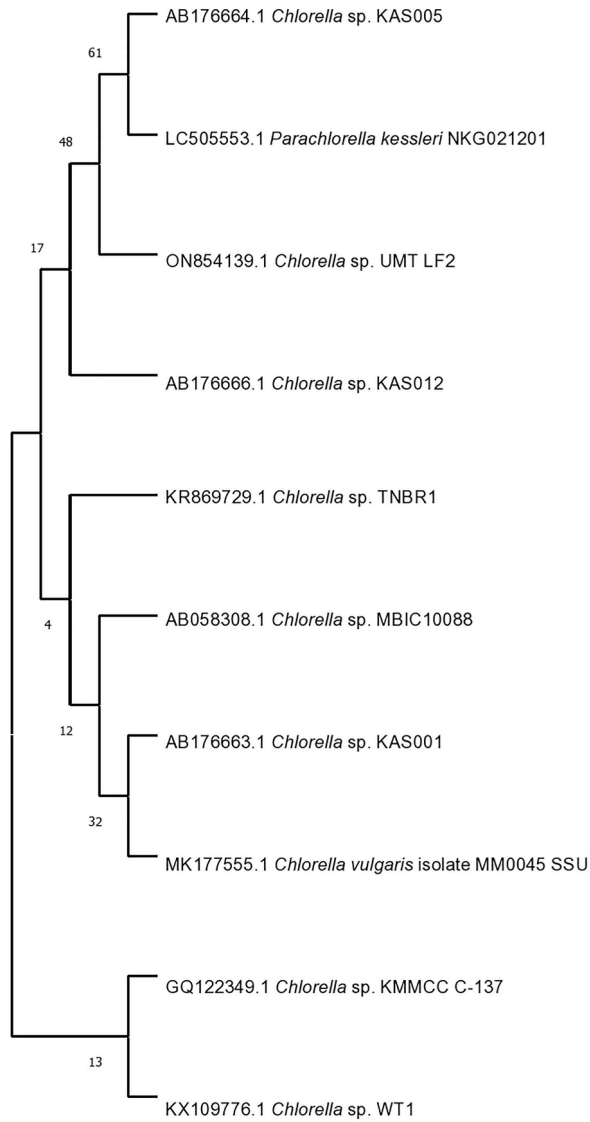 AB176664.1 Chlorella sp. KAS005
61
LC505553.1 Parachlorella kessleri NKG021201
48
17
ON854139.1 Chlorella sp. UMT LF2
AB176666.1 Chlorella sp. KAS012
KR869729.1 Chlorella sp. TNBR1
4
AB058308.1 Chlorella sp. MBIC10088
12
AB176663.1 Chlorella sp. KAS001
32
MK177555.1 Chlorella vulgaris isolate MM0045 SSU
GQ122349.1 Chlorella sp. KMMCC C-137
13
KX109776.1 Chlorella sp. WT1